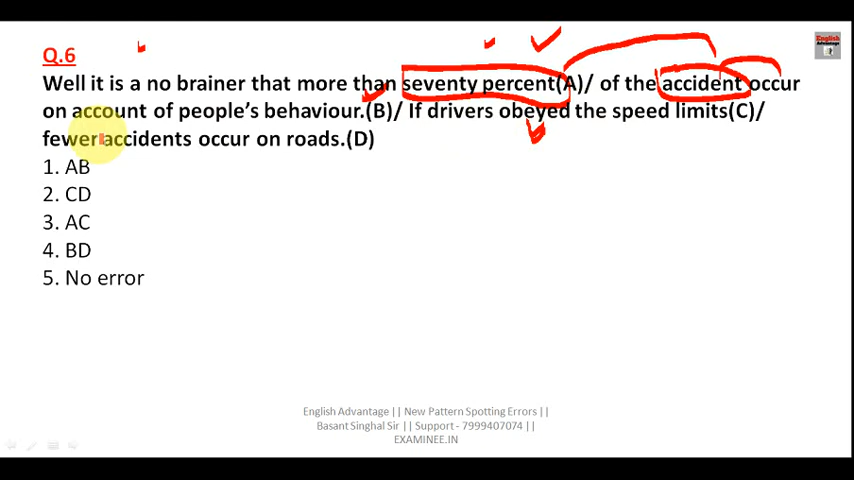 English
Advantage
Q.6
Well it is a no brainer that more than seventy percent(A)/ of the accident occur
on account of people's behaviour.(B)/ If drivers obeyed the speed limits(C)/
fewer accidents occur on roads.(D)
1. AB
2. CD
3. AC
4. BD
5. No error
English Advantage || New Pattern Spotting Errors ||
Basant Singhal Sir || Support - 7999407074 ||
EXAMINEE.IN